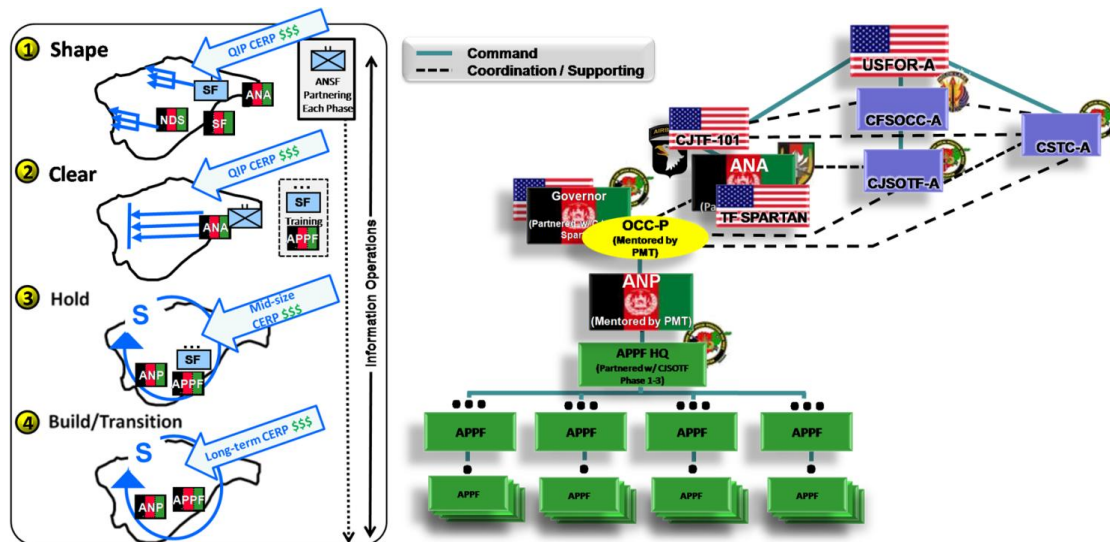 1
Shape
QIP CERP $$$
SF
ANA
NDS
SF
ANSF
Partnering
Each Phase
2
Clear
QIP CERP $$$
ANA
SF
Training
APPF
3
Hold
Mid-size
CERP $$$
S
SF
ANP
APPF
4
Build/Transition
Long-term CERP $$$
S
ANP
APPF
Information Operations
Command
Coordination / Supporting
USFOR-A
CFSOCC-A
CSTC-A
CJTF-101
CJSOTF-A
ANA
TF SPARTAN
Governor
(Partnered w/
Spar
OCC-P
(Mentored by
PMT)
ANP
(Mentored by PMT)
APPF HQ
(Partnered w/ CJSOTF
Phase 1-3)
APPF
APPF
APPF
APPF
APPF
APPF
APPF
APPF